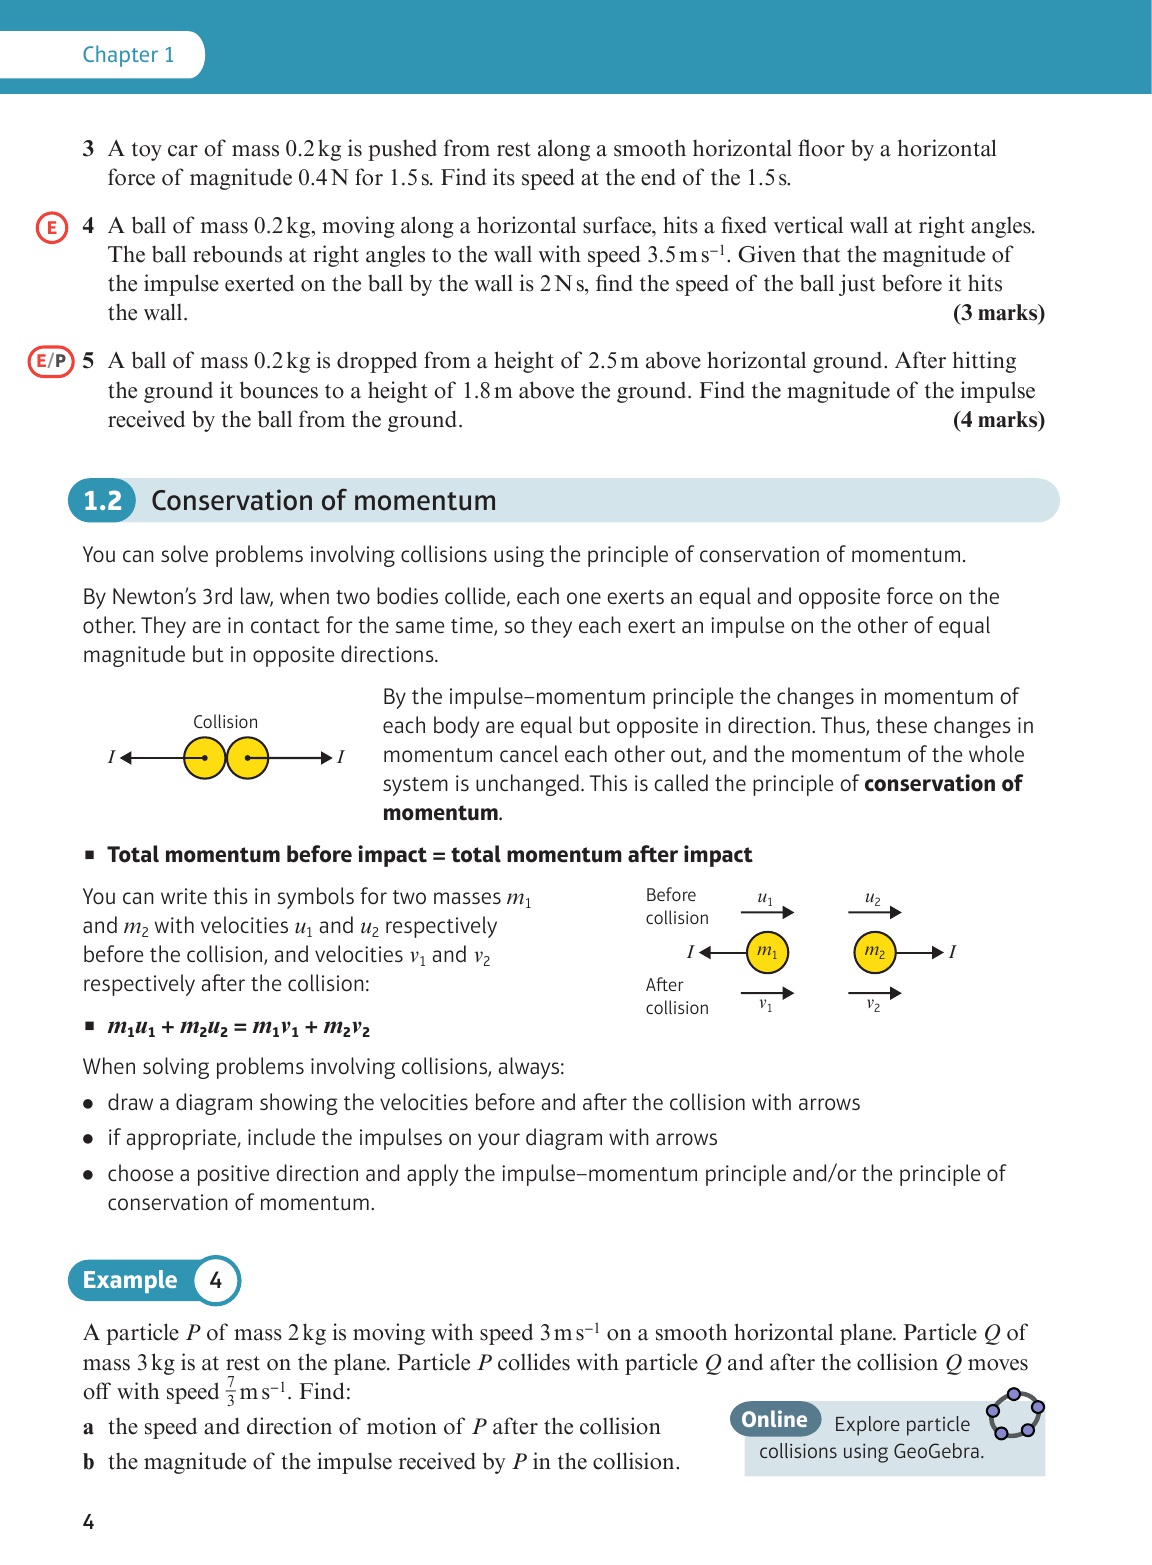 Chapter 1
3 A toy car of mass 0.2 kg is pushed from rest along a smooth horizontal floor by a horizontal
force of magnitude 0.4 N for 1.5 s. Find its speed at the end of the 1.5 s.
E 4 A ball of mass 0.2 kg, moving along a horizontal surface, hits a fixed vertical wall at right angles.
The ball rebounds at right angles to the wall with speed 3.5 m s⁻¹. Given that the magnitude of
the impulse exerted on the ball by the wall is 2 N s, find the speed of the ball just before it hits
the wall. (3 marks)
E/P 5 A ball of mass 0.2 kg is dropped from a height of 2.5 m above horizontal ground. After hitting
the ground it bounces to a height of 1.8 m above the ground. Find the magnitude of the impulse
received by the ball from the ground. (4 marks)
1.2 Conservation of momentum
You can solve problems involving collisions using the principle of conservation of momentum.
By Newton's 3rd law, when two bodies collide, each one exerts an equal and opposite force on the
other. They are in contact for the same time, so they each exert an impulse on the other of equal
magnitude but in opposite directions.
Collision
I I
By the impulse–momentum principle the changes in momentum of
each body are equal but opposite in direction. Thus, these changes in
momentum cancel each other out, and the momentum of the whole
system is unchanged. This is called the principle of conservation of
momentum.
■ Total momentum before impact = total momentum after impact
You can write this in symbols for two masses m₁
and m₂ with velocities u₁ and u₂ respectively
before the collision, and velocities v₁ and v₂
respectively after the collision:
Before
collision
u₁ u₂
I m₁ m₂ I
After
collision
v₁ v₂
■ m₁u₁ + m₂u₂ = m₁v₁ + m₂v₂
When solving problems involving collisions, always:
● draw a diagram showing the velocities before and after the collision with arrows
● if appropriate, include the impulses on your diagram with arrows
● choose a positive direction and apply the impulse–momentum principle and/or the principle of
conservation of momentum.
Example 4
A particle P of mass 2 kg is moving with speed 3 m s⁻¹ on a smooth horizontal plane. Particle Q of
mass 3 kg is at rest on the plane. Particle P collides with particle Q and after the collision Q moves
off with speed 7/3 m s⁻¹. Find:
a the speed and direction of motion of P after the collision
b the magnitude of the impulse received by P in the collision.
Online Explore particle
collisions using GeoGebra.
4